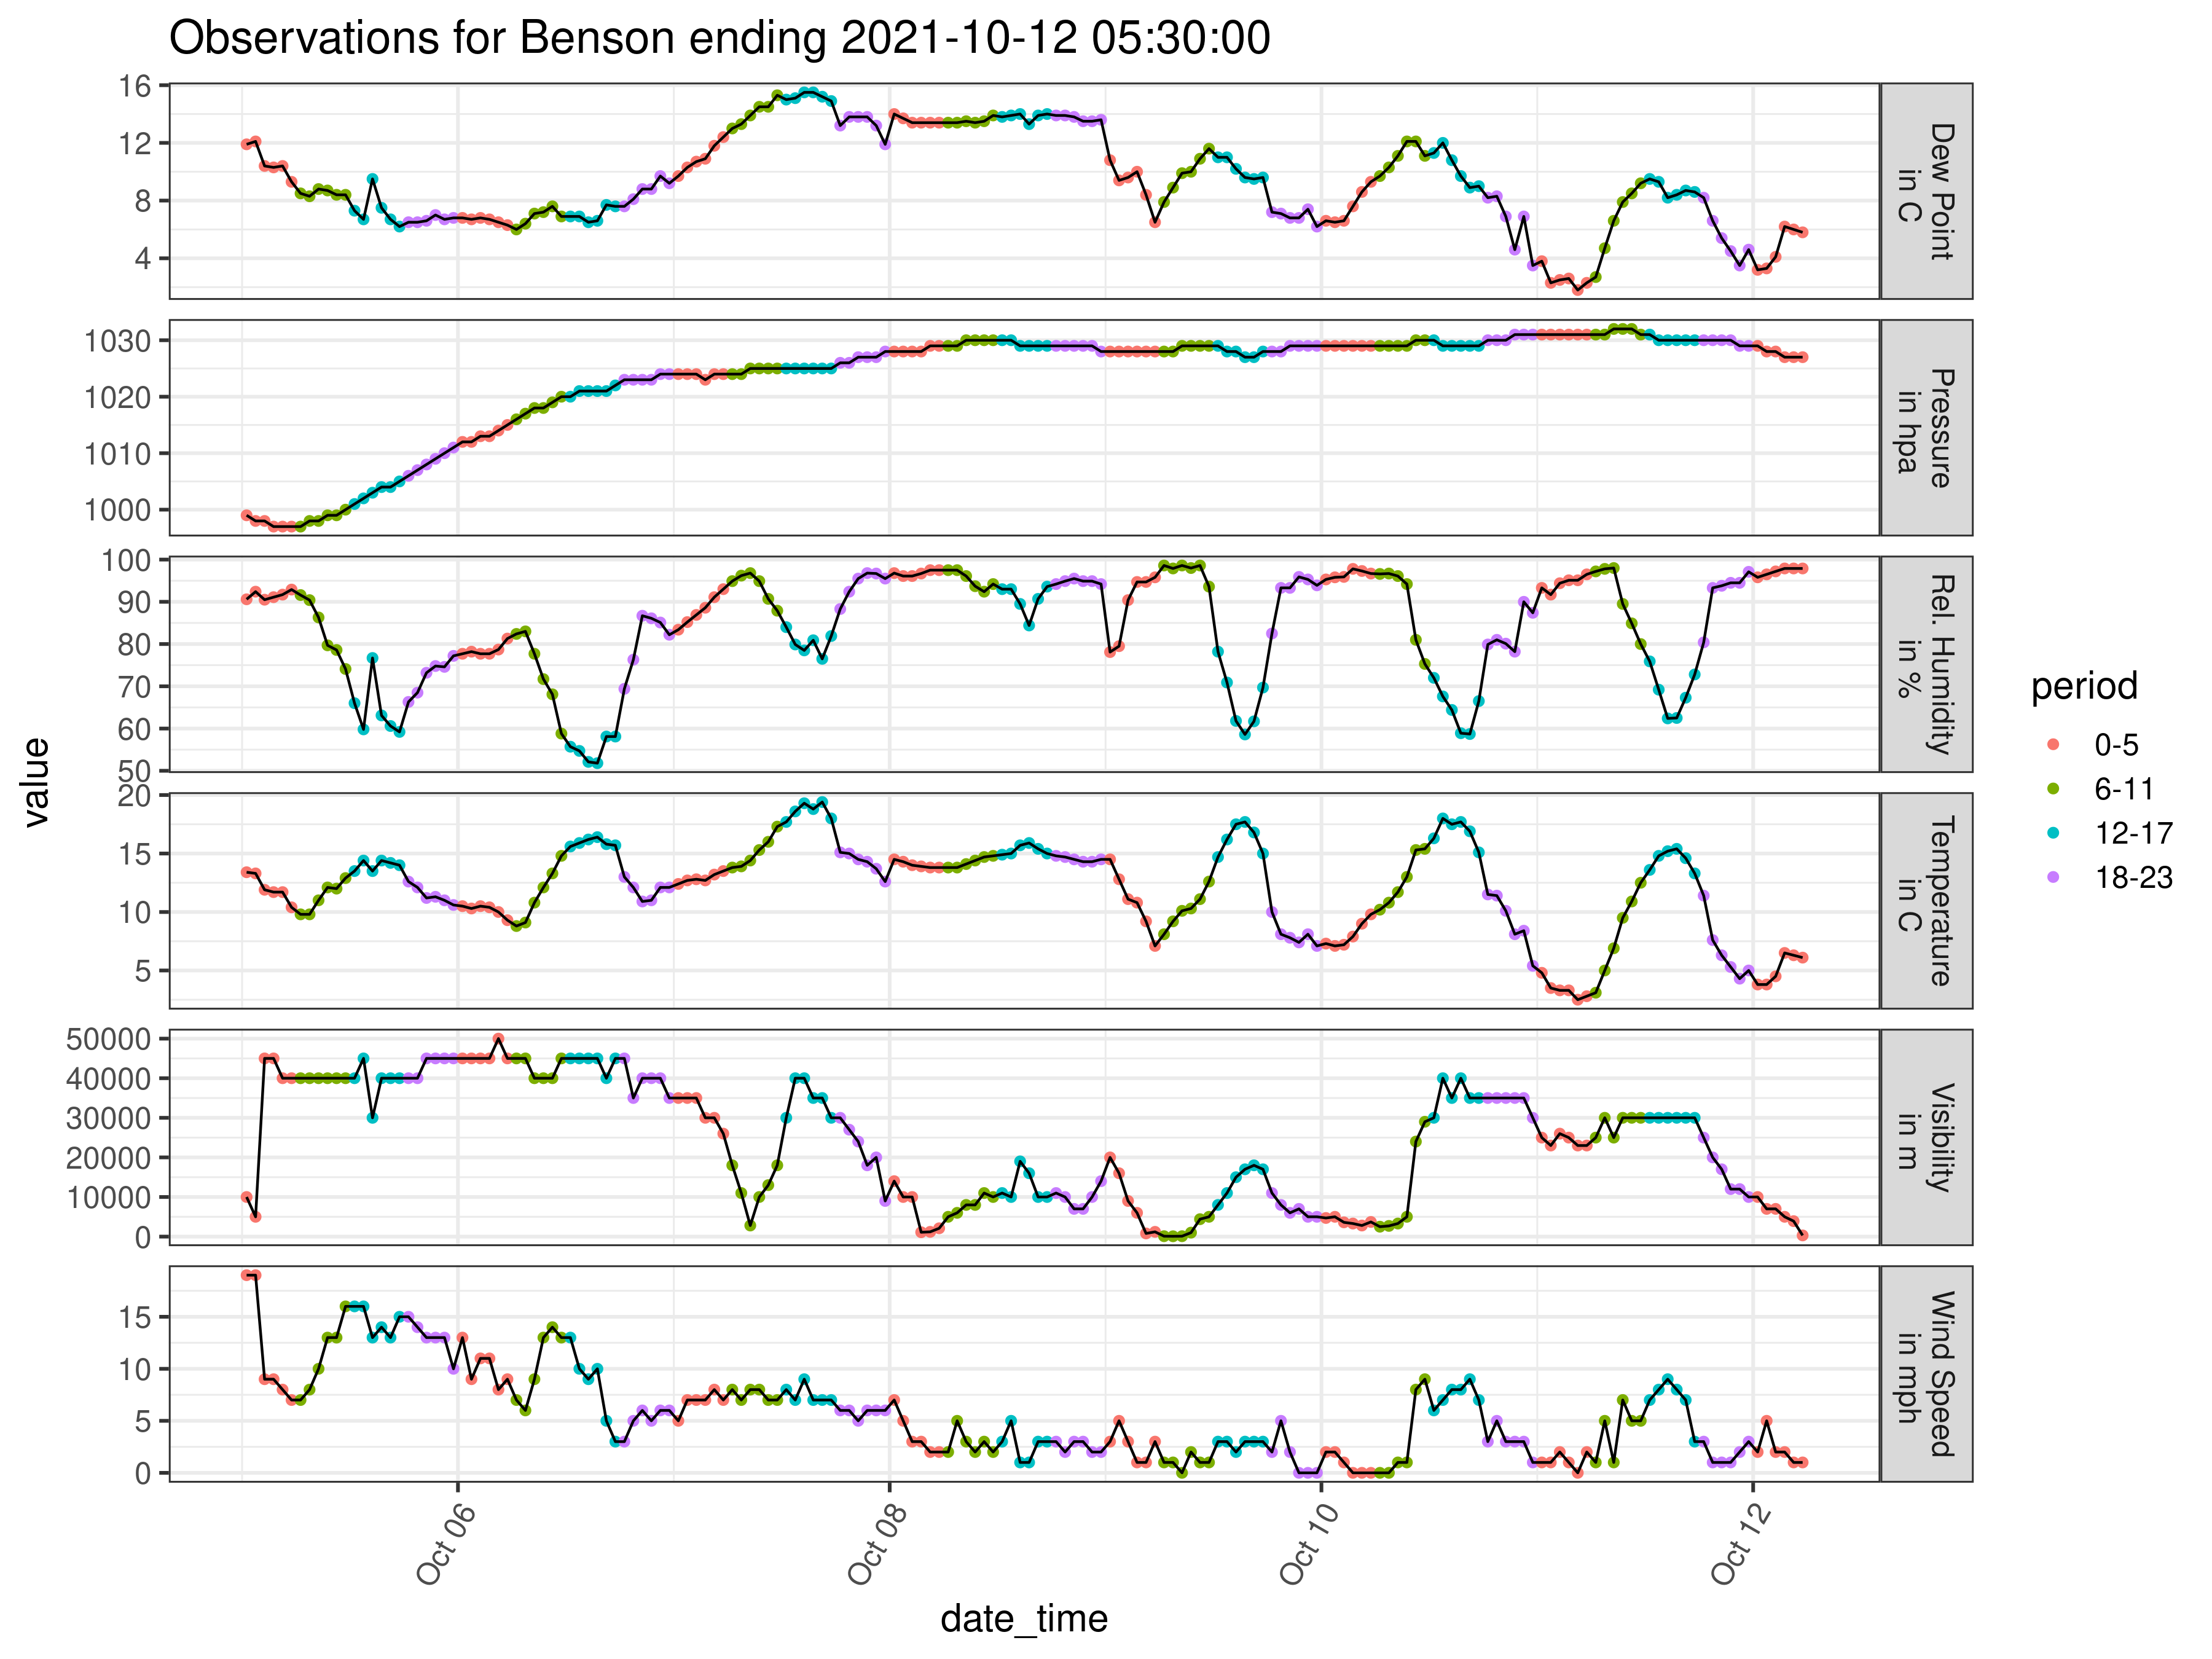 Observations for Benson ending 2021-10-12 05:30:00
value
16
12
8
4
Dew Point
in C
1030
1020
1010
1000
Pressure
in hpa
100
90
80
70
60
50
Rel. Humidity
in %
20
15
10
5
Temperature
in C
50000
40000
30000
20000
10000
0
Visibility
in m
15
10
5
0
Wind Speed
in mph
Oct 06
Oct 08
Oct 10
Oct 12
date_time
period
0-5
6-11
12-17
18-23